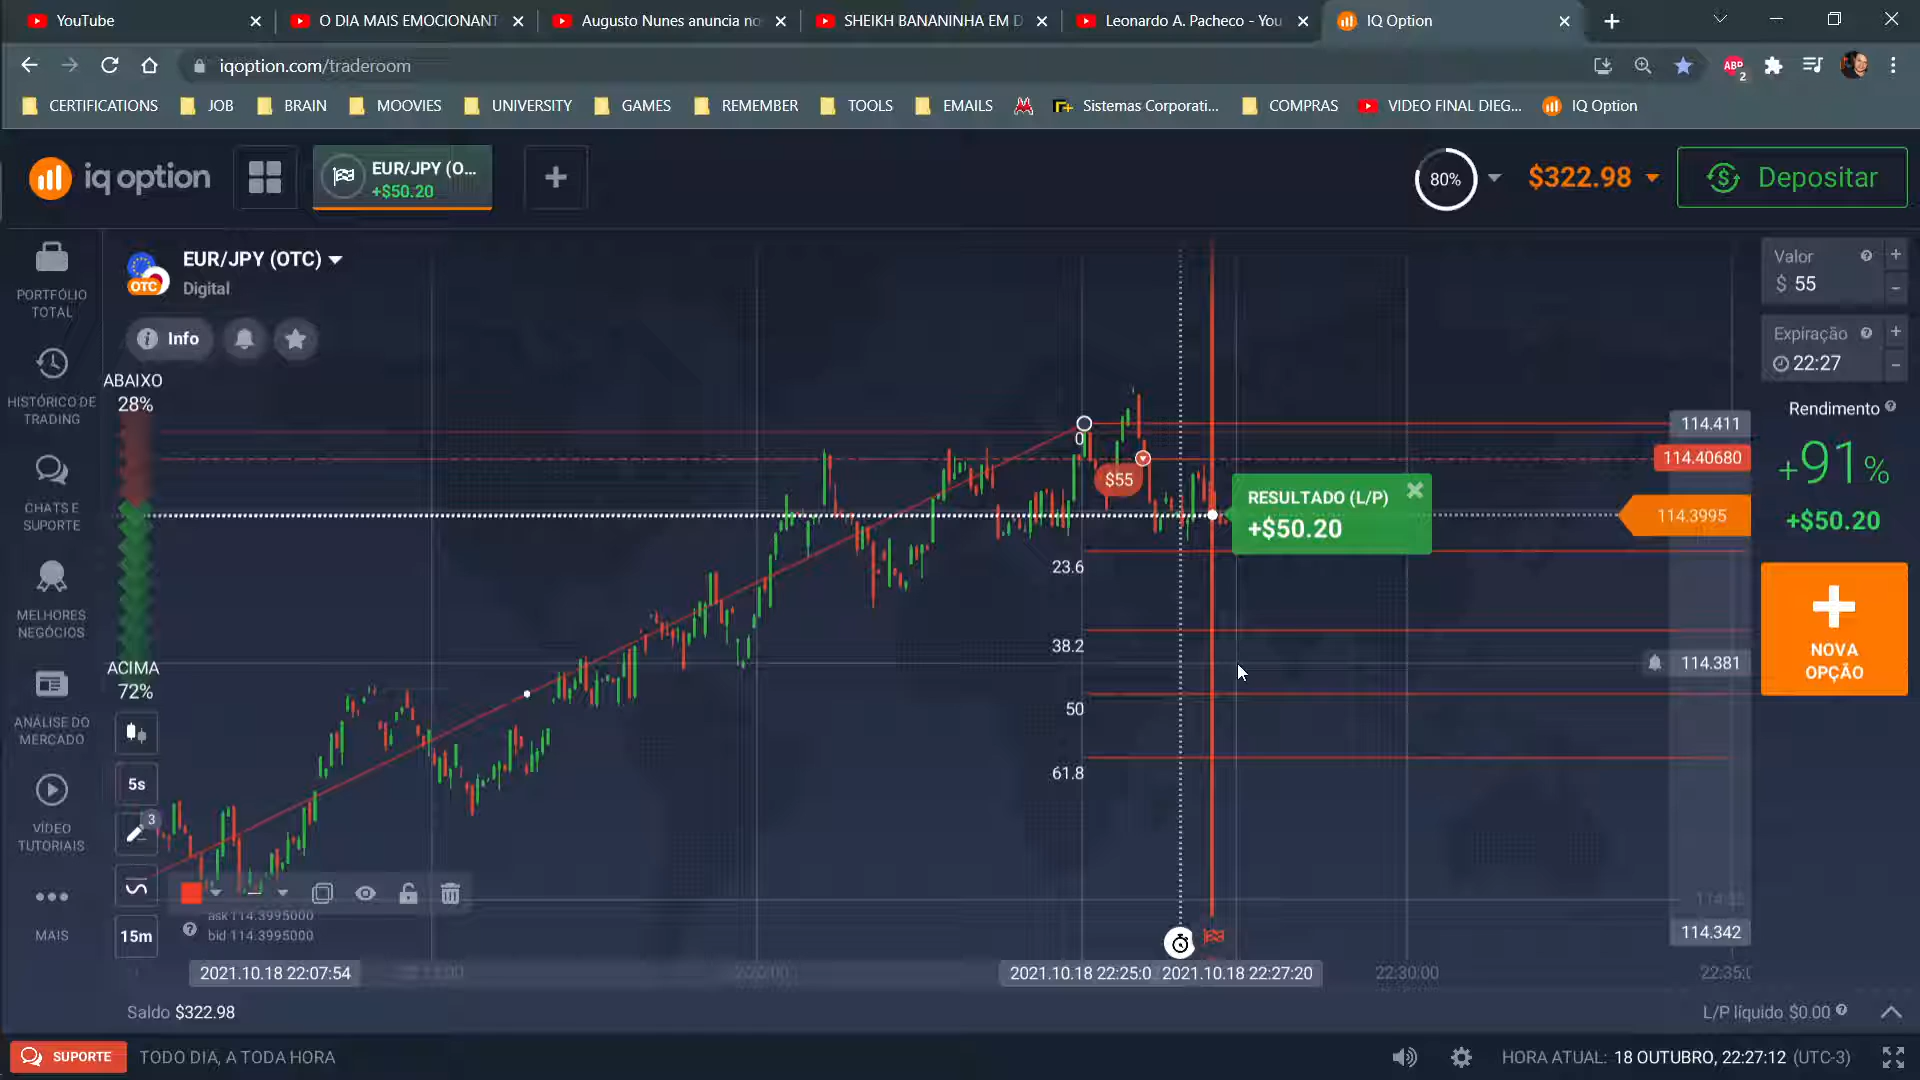 YouTube
O DIA MAIS EMOCIONANT
Augusto Nunes anuncia no
SHEIKH BANANINHA EM D
Leonardo A. Pacheco - You
IQ Option
iqoption.com/traderoom
ABP
2
CERTIFICATIONS
JOB
BRAIN
MOOVIES
UNIVERSITY
GAMES
REMEMBER
TOOLS
EMAILS
Sistemas Corporati...
COMPRAS
VIDEO FINAL DIEG...
IQ Option
iq option
EUR/JPY (O...
+$50.20
80%
$322.98
Depositar
PORTFÓLIO
TOTAL
HISTÓRICO DE
TRADING
CHATS E
SUPORTE
MELHORES
NEGÓCIOS
ANÁLISE DO
MERCADO
VÍDEO
TUTORIAIS
MAIS
EUR/JPY (OTC)
OTC
Digital
Info
ABAIXO
28%
ACIMA
72%
5s
3
15m
ask 114.3995000
bid 114.3995000
0
23.6
38.2
50
61.8
$55
RESULTADO (L/P)
+$50.20
114.411
114.40680
114.3995
114.381
114.342
Valor
$ 55
Expiração
22:27
Rendimento
+91%
+$50.20
NOVA
OPÇÃO
2021.10.18 22:07:54
2021.10.18 22:25:0
2021.10.18 22:27:20
22:30:00
22:35:0
Saldo $322.98
L/P líquido $0.00
SUPORTE
TODO DIA, A TODA HORA
HORA ATUAL: 18 OUTUBRO, 22:27:12 (UTC-3)